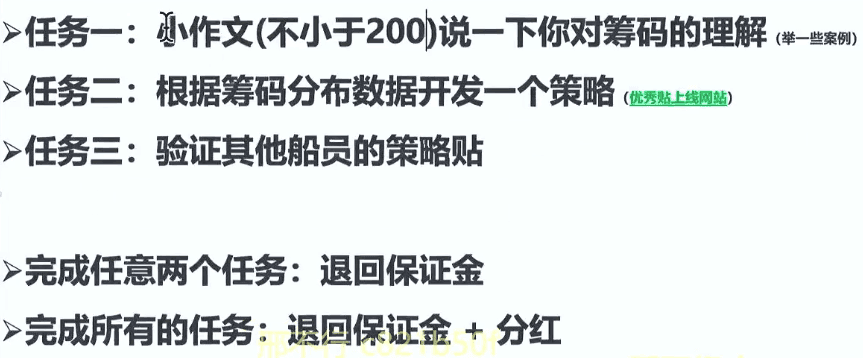 ➢任务一：小作文(不小于200)说一下你对筹码的理解（举一些案例）
➢任务二：根据筹码分布数据开发一个策略（优秀贴上线网站）
➢任务三：验证其他船员的策略贴
➢完成任意两个任务：退回保证金
➢完成所有的任务：退回保证金 + 分红